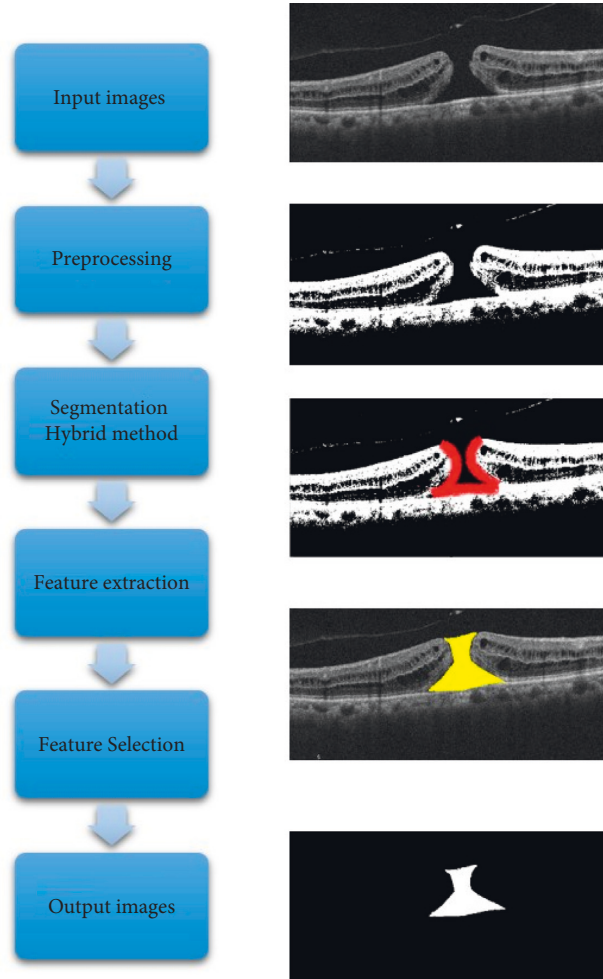 Input images
Preprocessing
Segmentation
Hybrid method
Feature extraction
Feature Selection
Output images